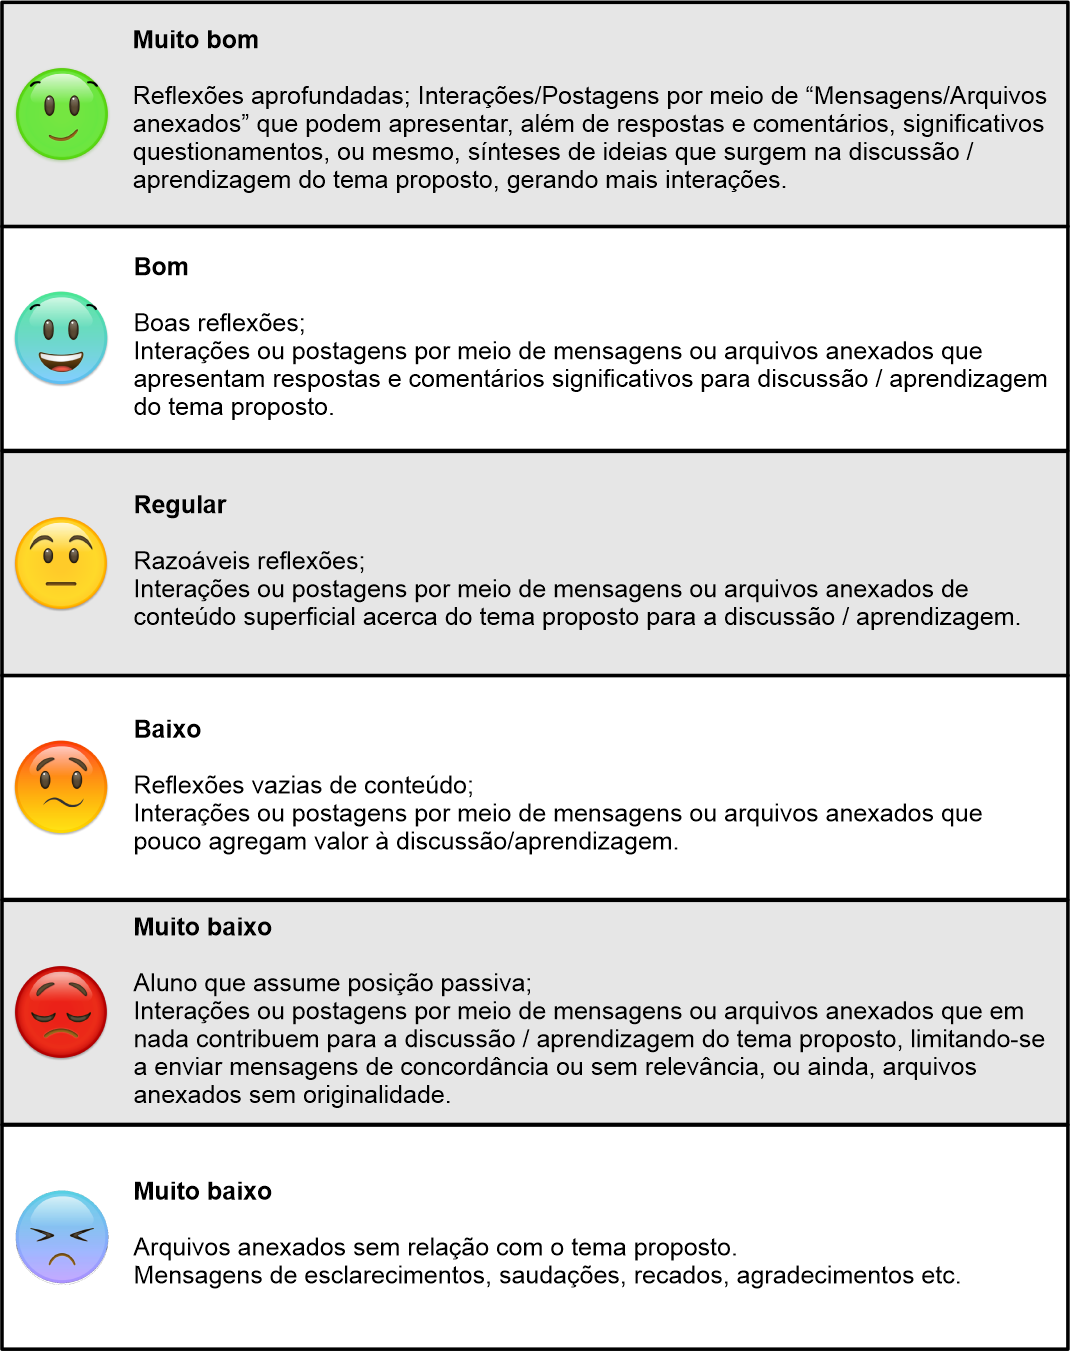 Muito bom
Reflexões aprofundadas; Interações/Postagens por meio de “Mensagens/Arquivos
anexados” que podem apresentar, além de respostas e comentários, significativos
questionamentos, ou mesmo, sínteses de ideias que surgem na discussão /
aprendizagem do tema proposto, gerando mais interações.
Bom
Boas reflexões;
Interações ou postagens por meio de mensagens ou arquivos anexados que
apresentam respostas e comentários significativos para discussão / aprendizagem
do tema proposto.
Regular
Razoáveis reflexões;
Interações ou postagens por meio de mensagens ou arquivos anexados de
conteúdo superficial acerca do tema proposto para a discussão / aprendizagem.
Baixo
Reflexões vazias de conteúdo;
Interações ou postagens por meio de mensagens ou arquivos anexados que
pouco agregam valor à discussão/aprendizagem.
Muito baixo
Aluno que assume posição passiva;
Interações ou postagens por meio de mensagens ou arquivos anexados que em
nada contribuem para a discussão / aprendizagem do tema proposto, limitando-se
a enviar mensagens de concordância ou sem relevância, ou ainda, arquivos
anexados sem originalidade.
Muito baixo
Arquivos anexados sem relação com o tema proposto.
Mensagens de esclarecimentos, saudações, recados, agradecimentos etc.